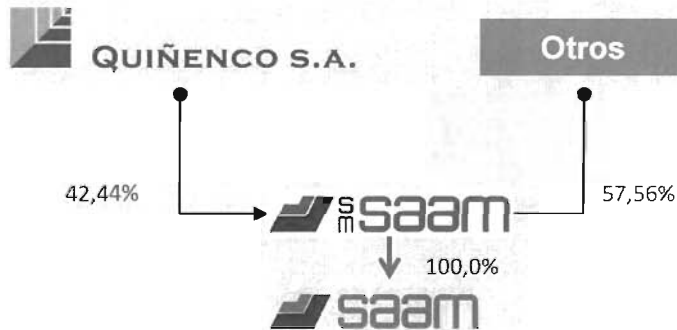 QUIÑENCO S.A.
Otros
42,44%
57,56%
sm saam
100,0%
saam